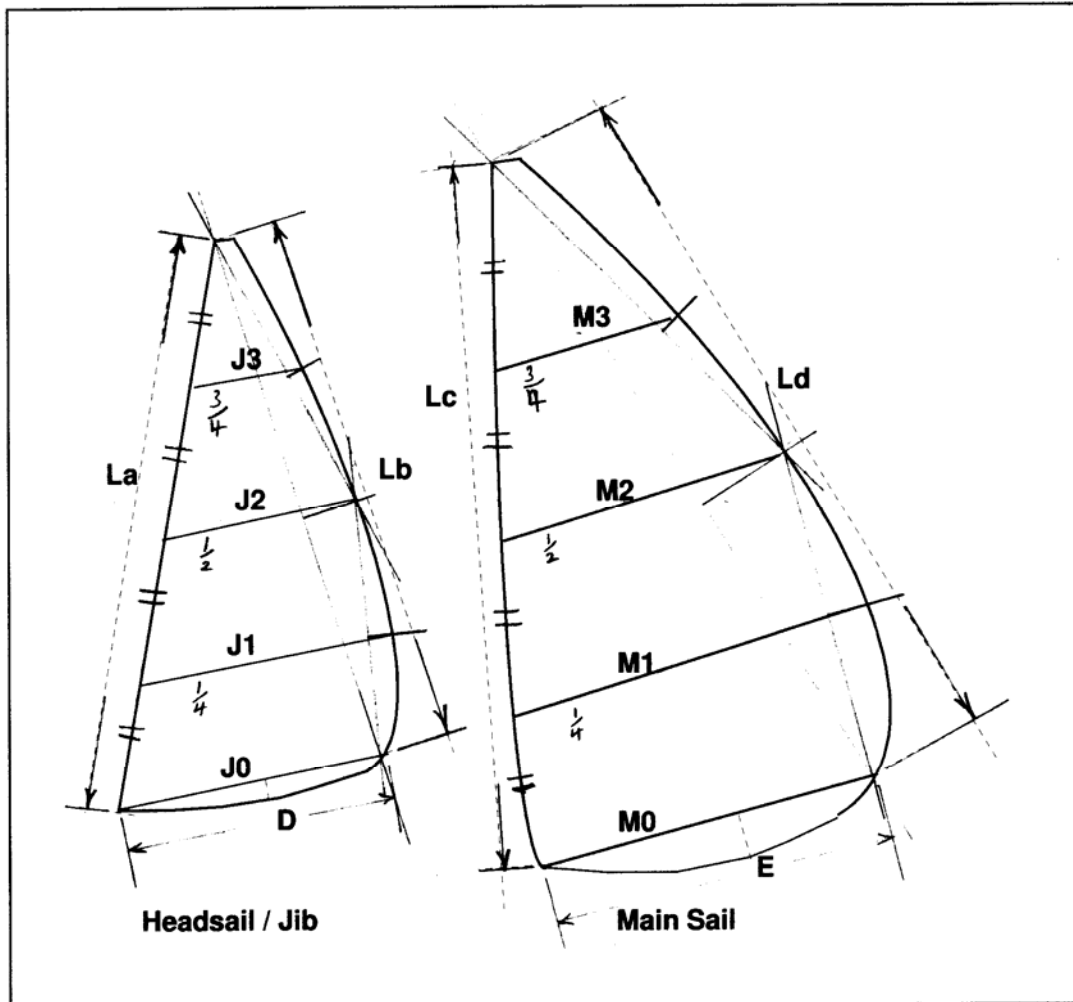 J3
3/4
La
J2
Lb
1/2
J1
1/4
J0
D
Headsail / Jib
M3
3/4
Lc
Ld
M2
1/2
M1
1/4
M0
E
Main Sail